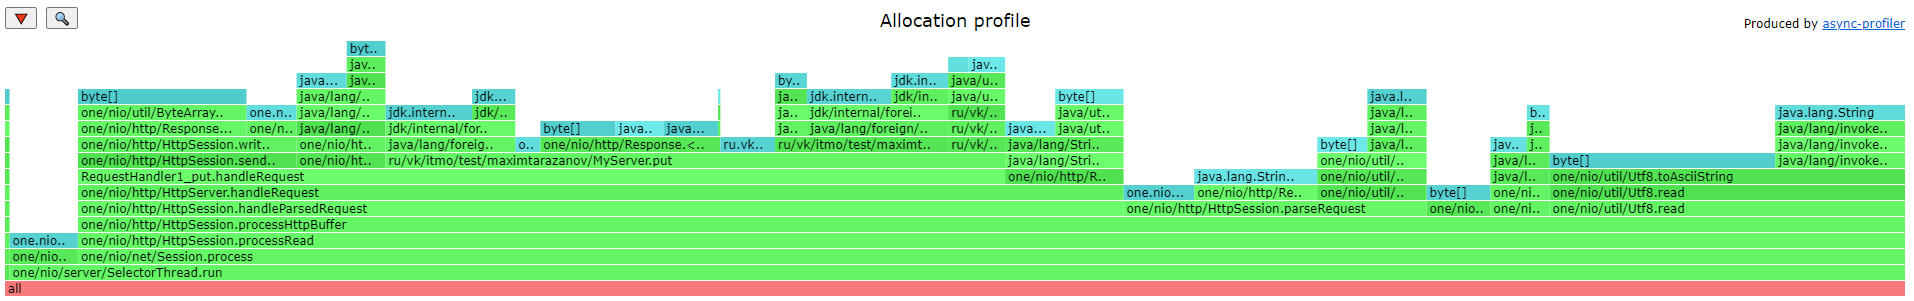 Allocation profile
Produced by async-profiler
byt..
jav.. jav..
java... jav.. by.. jdk.in.. java/u..
byte[] java/lang/.. jdk... ja.. jdk.intern.. jdk/in.. java/u.. byte[] java.l..
one/nio/util/ByteArray.. one.n.. java/lang/.. jdk.intern.. jdk/.. ja.. jdk/internal/forei.. ru/vk/.. java/ut.. java/l.. b.. java.lang.String
one/nio/http/Response... one/n.. java/lang/.. jdk/internal/for.. byte[] java.. java... ja.. java/lang/foreign/.. ru/vk/.. java... java/ut.. java/l.. j.. java/lang/invoke..
one/nio/http/HttpSession.writ.. one/nio/ht.. java/lang/foreig.. o.. one/nio/http/Response.<.. ru.vk.. ru/vk/itmo/test/maximt.. ru/vk/.. java/lang/Stri.. byte[] java/l.. jav.. j.. java/lang/invoke..
one/nio/http/HttpSession.send.. one/nio/ht.. ru/vk/itmo/test/maximtarazanov/MyServer.put java/lang/Stri.. one/nio/util/.. java/l.. byte[] java/lang/invoke..
RequestHandler1_put.handleRequest one/nio/http/R.. java.lang.Strin.. one/nio/util/.. java/l.. one/nio/util/Utf8.toAsciiString
one/nio/http/HttpServer.handleRequest one.nio... one/nio/http/Re.. one/nio/util/.. byte[] one/ni.. one/nio/util/Utf8.read
one/nio/http/HttpSession.handleParsedRequest one/nio/http/HttpSession.parseRequest one/nio.. one/ni.. one/nio/util/Utf8.read
one/nio/http/HttpSession.processHttpBuffer
one.nio.. one/nio/http/HttpSession.processRead
one/nio.. one/nio/net/Session.process
one/nio/server/SelectorThread.run
all